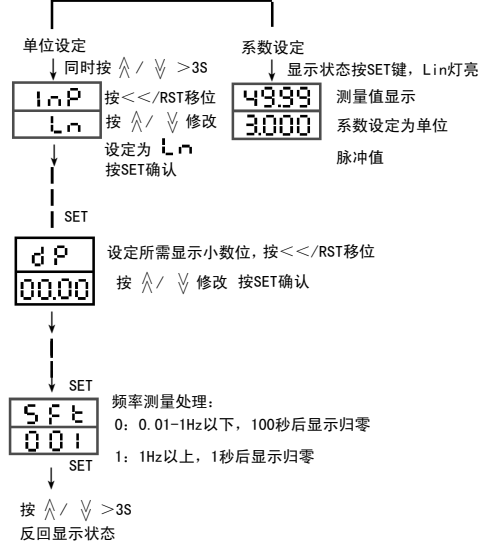 单位设定
同时按 ︽ / ︾ ＞3S
InP
Ln
按＜＜/RST移位
按 ︽ / ︾ 修改
设定为 Ln
按SET确认
SET
dP
00.00
设定所需显示小数位，按＜＜/RST移位
按 ︽ / ︾ 修改 按SET确认
SET
SFt
001
频率测量处理：
0：0.01-1Hz以下，100秒后显示归零
1：1Hz以上，1秒后显示归零
SET
按 ︽ / ︾ ＞3S
反回显示状态
系数设定
显示状态按SET键，Lin灯亮
49.99
3.000
测量值显示
系数设定为单位
脉冲值